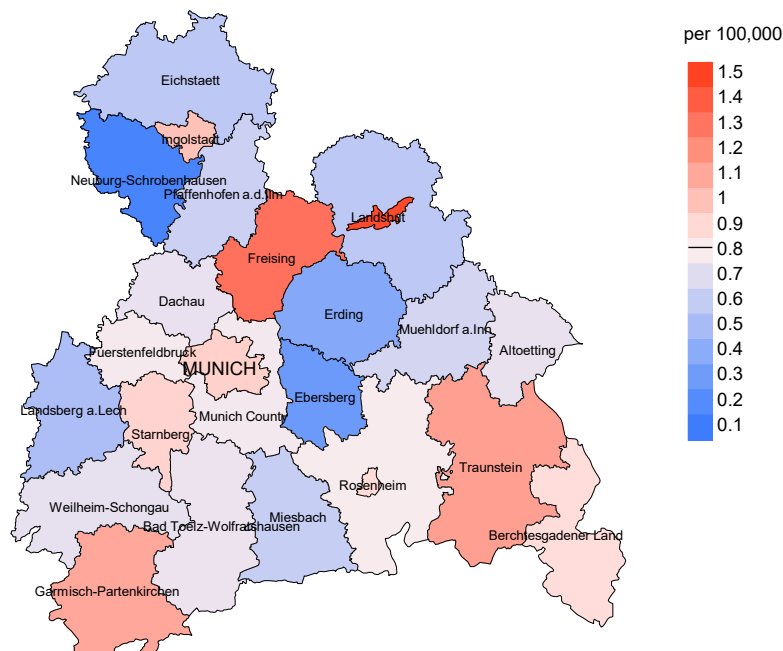 per 100,000
1.5
1.4
1.3
1.2
1.1
1
0.9
0.8
0.7
0.6
0.5
0.4
0.3
0.2
0.1
Eichstaett
Ingolstadt
Neuburg-Schrobenhausen
Pfaffenhofen a.d.Ilm
Landshut
Freising
Dachau
Erding
Muehldorf a.Inn
Altoetting
Fuerstenfeldbruck
MUNICH
Ebersberg
Landsberg a.Lech
Munich County
Starnberg
Traunstein
Rosenheim
Weilheim-Schongau
Miesbach
Bad Toelz-Wolfratshausen
Berchtesgadener Land
Garmisch-Partenkirchen